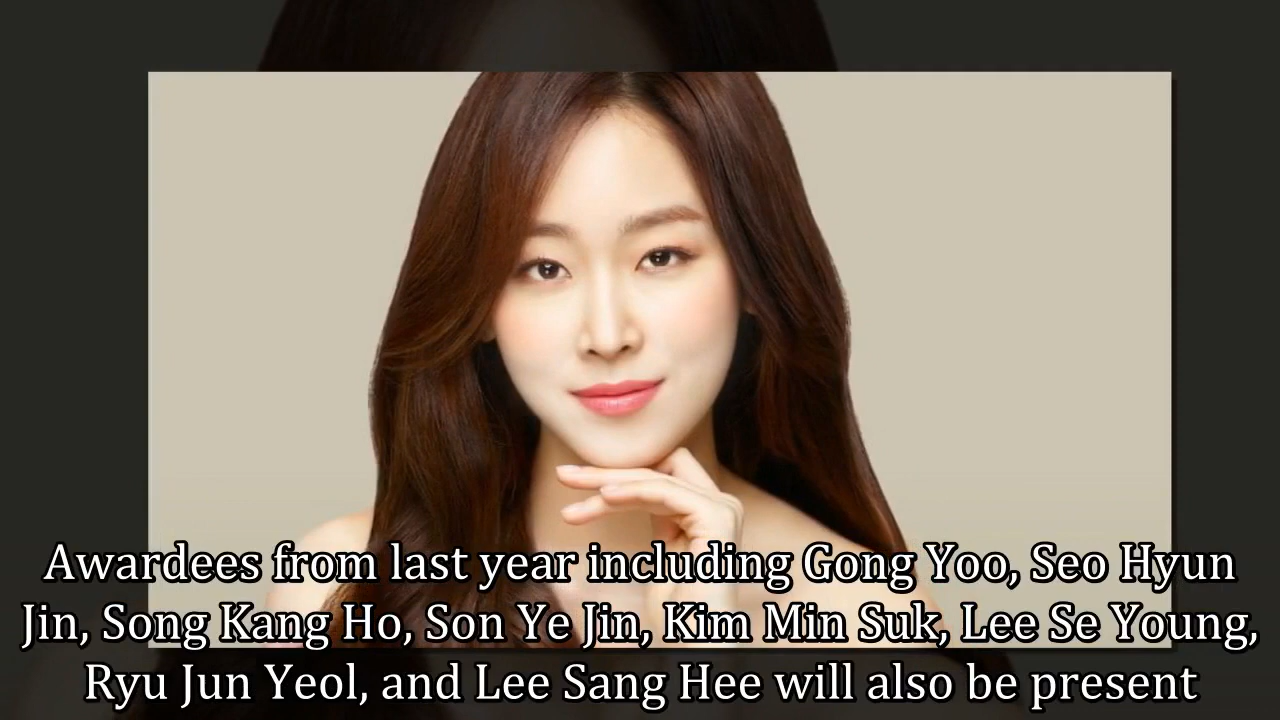 Awardees from last year including Gong Yoo, Seo Hyun
Jin, Song Kang Ho, Son Ye Jin, Kim Min Suk, Lee Se Young,
Ryu Jun Yeol, and Lee Sang Hee will also be present